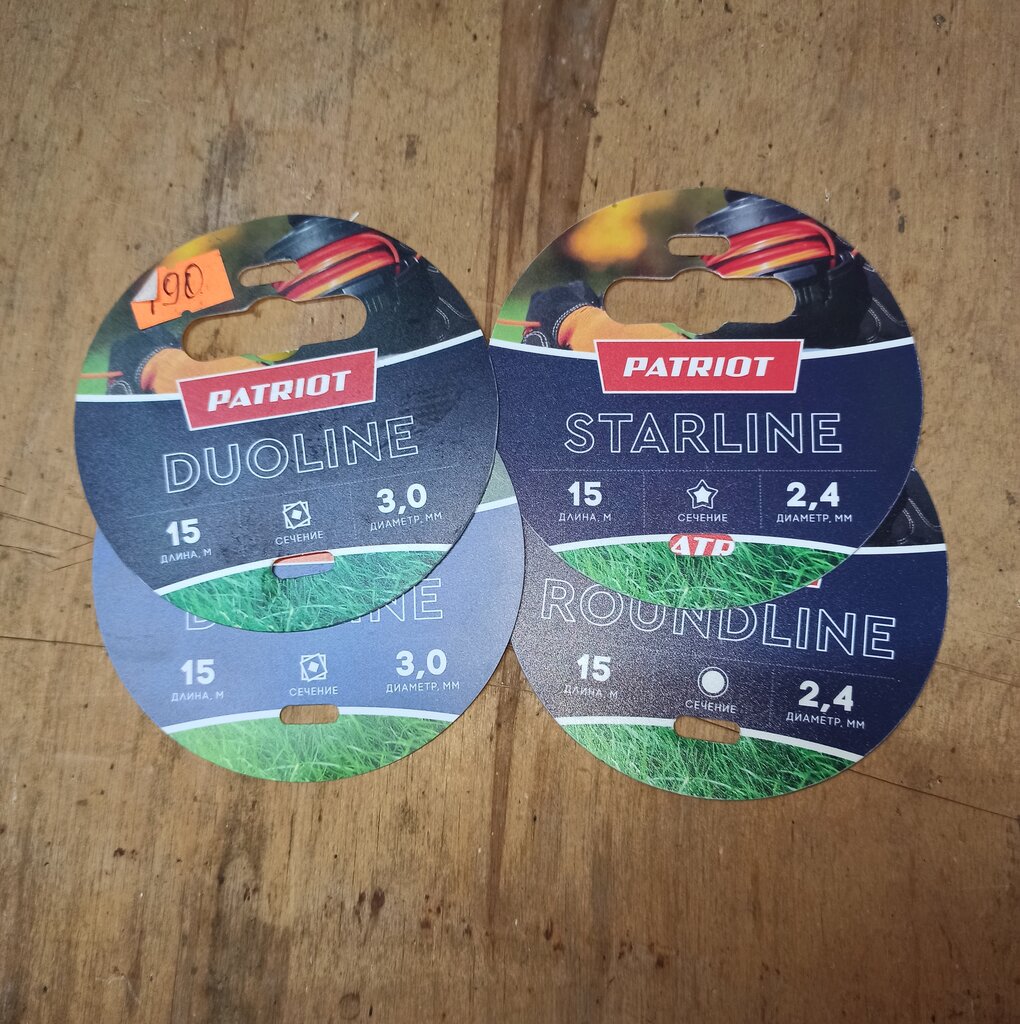 190
PATRIOT
DUOLINE
15
ДЛИНА, М
СЕЧЕНИЕ
3,0
ДИАМЕТР, ММ
PATRIOT
STARLINE
15
ДЛИНА, М
СЕЧЕНИЕ
2,4
ДИАМЕТР, ММ
15
ДЛИНА, М
СЕЧЕНИЕ
3,0
ДИАМЕТР, ММ
ROUNDLINE
15
ДЛИНА, М
СЕЧЕНИЕ
2,4
ДИАМЕТР, ММ